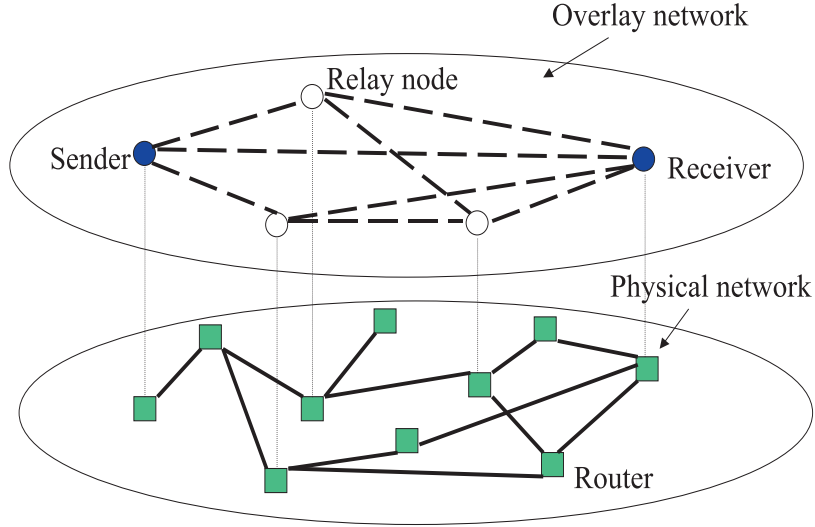 Overlay network
Relay node
Sender
Receiver
Physical network
Router